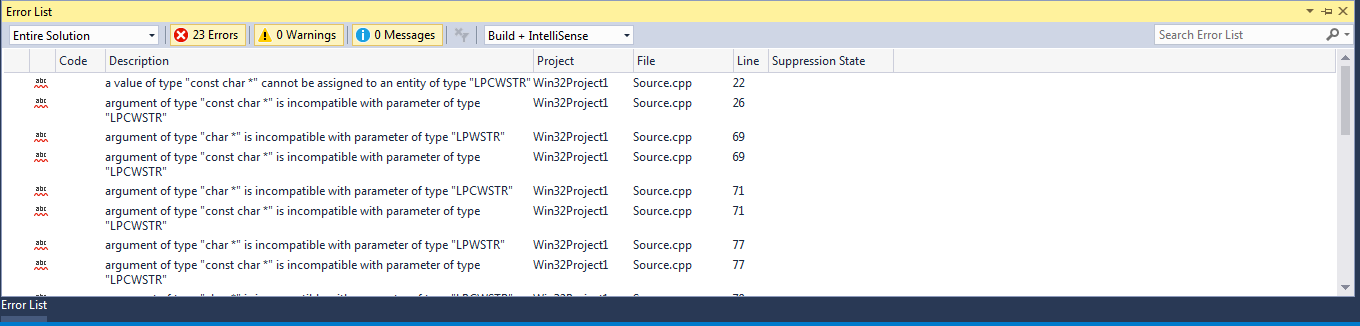 Error List
Entire Solution 23 Errors 0 Warnings 0 Messages Build + IntelliSense Search Error List
Code Description Project File Line Suppression State
abc a value of type "const char *" cannot be assigned to an entity of type "LPCWSTR" Win32Project1 Source.cpp 22
abc argument of type "const char *" is incompatible with parameter of type Win32Project1 Source.cpp 26
"LPCWSTR"
abc argument of type "char *" is incompatible with parameter of type "LPWSTR" Win32Project1 Source.cpp 69
abc argument of type "const char *" is incompatible with parameter of type Win32Project1 Source.cpp 69
"LPCWSTR"
abc argument of type "char *" is incompatible with parameter of type "LPCWSTR" Win32Project1 Source.cpp 71
abc argument of type "const char *" is incompatible with parameter of type Win32Project1 Source.cpp 71
"LPCWSTR"
abc argument of type "char *" is incompatible with parameter of type "LPWSTR" Win32Project1 Source.cpp 77
abc argument of type "const char *" is incompatible with parameter of type Win32Project1 Source.cpp 77
"LPCWSTR"
Error List